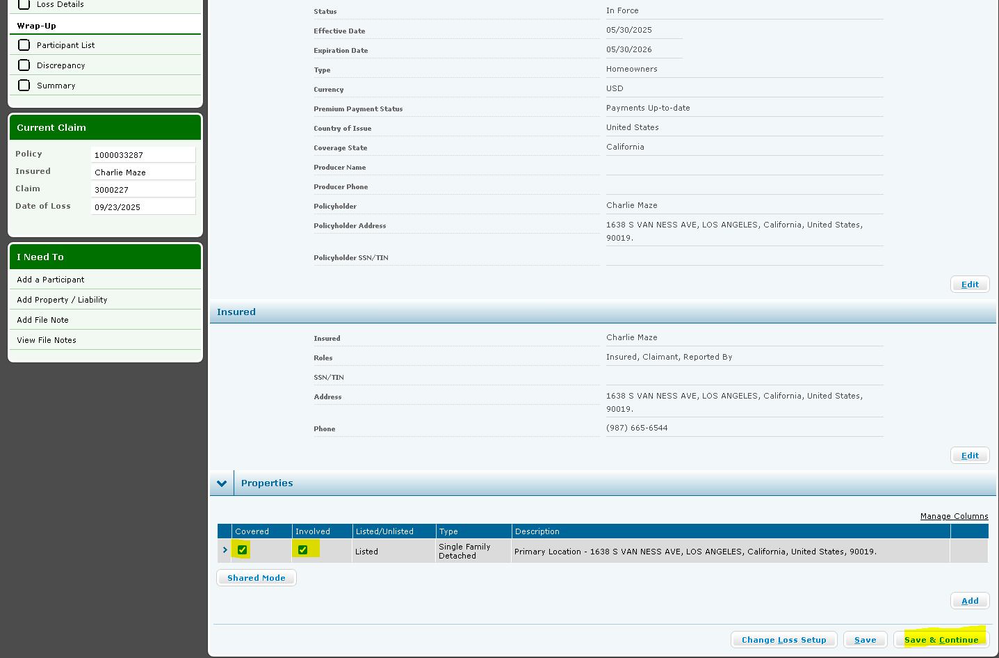 Loss Details
Wrap-Up
Participant List
Discrepancy
Summary
Current Claim
Policy 1000033287
Insured Charlie Maze
Claim 3000227
Date of Loss 09/23/2025
I Need To
Add a Participant
Add Property / Liability
Add File Note
View File Notes
Status In Force
Effective Date 05/30/2025
Expiration Date 05/30/2026
Type Homeowners
Currency USD
Premium Payment Status Payments Up-to-date
Country of Issue United States
Coverage State California
Producer Name
Producer Phone
Policyholder Charlie Maze
Policyholder Address 1638 S VAN NESS AVE, LOS ANGELES, California, United States,
90019.
Policyholder SSN/TIN
Edit
Insured
Insured Charlie Maze
Roles Insured, Claimant, Reported By
SSN/TIN
Address 1638 S VAN NESS AVE, LOS ANGELES, California, United States,
90019.
Phone (987) 665-6544
Edit
Properties
Manage Columns
Covered Involved Listed/Unlisted Type Description
Listed Single Family Detached Primary Location - 1638 S VAN NESS AVE, LOS ANGELES, California, United States, 90019.
Shared Mode
Add
Change Loss Setup Save Save & Continue